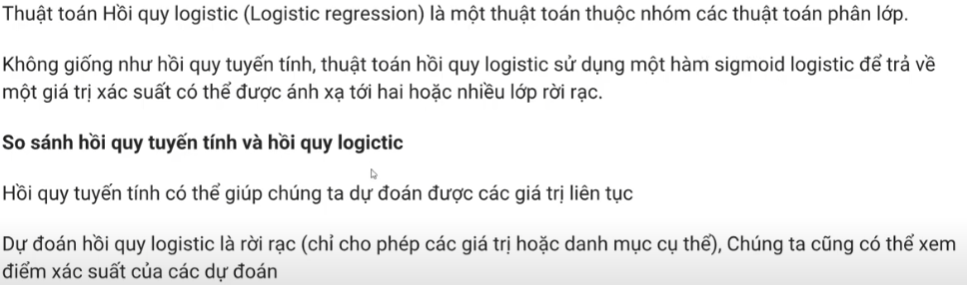 Thuật toán Hồi quy logistic (Logistic regression) là một thuật toán thuộc nhóm các thuật toán phân lớp.
Không giống như hồi quy tuyến tính, thuật toán hồi quy logistic sử dụng một hàm sigmoid logistic để trả về
một giá trị xác suất có thể được ánh xạ tới hai hoặc nhiều lớp rời rạc.
So sánh hồi quy tuyến tính và hồi quy logictic
Hồi quy tuyến tính có thể giúp chúng ta dự đoán được các giá trị liên tục
Dự đoán hồi quy logistic là rời rạc (chỉ cho phép các giá trị hoặc danh mục cụ thể), Chúng ta cũng có thể xem
điểm xác suất của các dự đoán